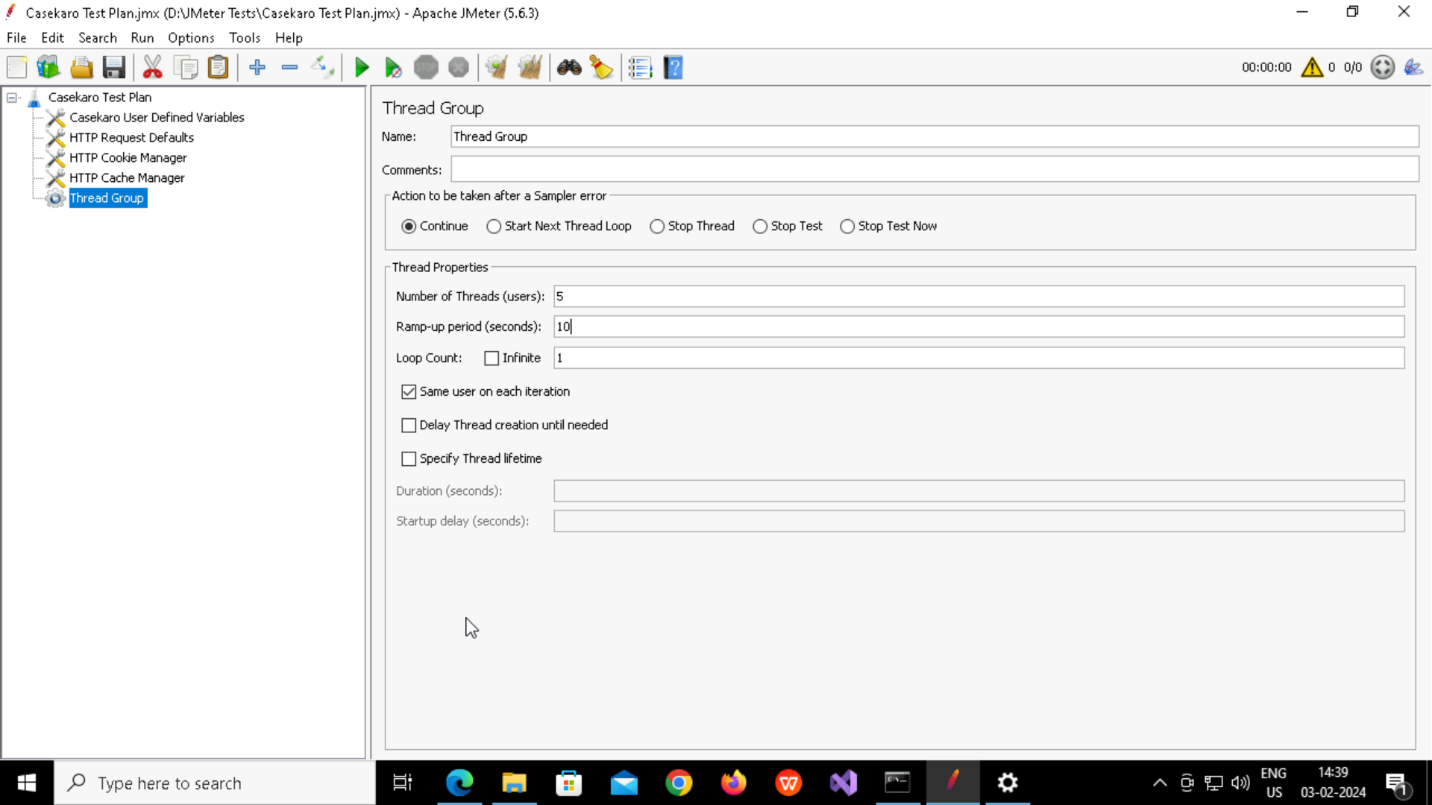 Casekaro Test Plan.jmx (D:\JMeter Tests\Casekaro Test Plan.jmx) - Apache JMeter (5.6.3)
File Edit Search Run Options Tools Help
STOP
00:00:00 0 0/0
Casekaro Test Plan
Casekaro User Defined Variables
HTTP Request Defaults
HTTP Cookie Manager
HTTP Cache Manager
Thread Group
Thread Group
Name: Thread Group
Comments:
Action to be taken after a Sampler error
Continue Start Next Thread Loop Stop Thread Stop Test Stop Test Now
Thread Properties
Number of Threads (users): 5
Ramp-up period (seconds): 10
Loop Count: Infinite 1
Same user on each iteration
Delay Thread creation until needed
Specify Thread lifetime
Duration (seconds):
Startup delay (seconds):
Type here to search
ENG
US
14:39
03-02-2024
1